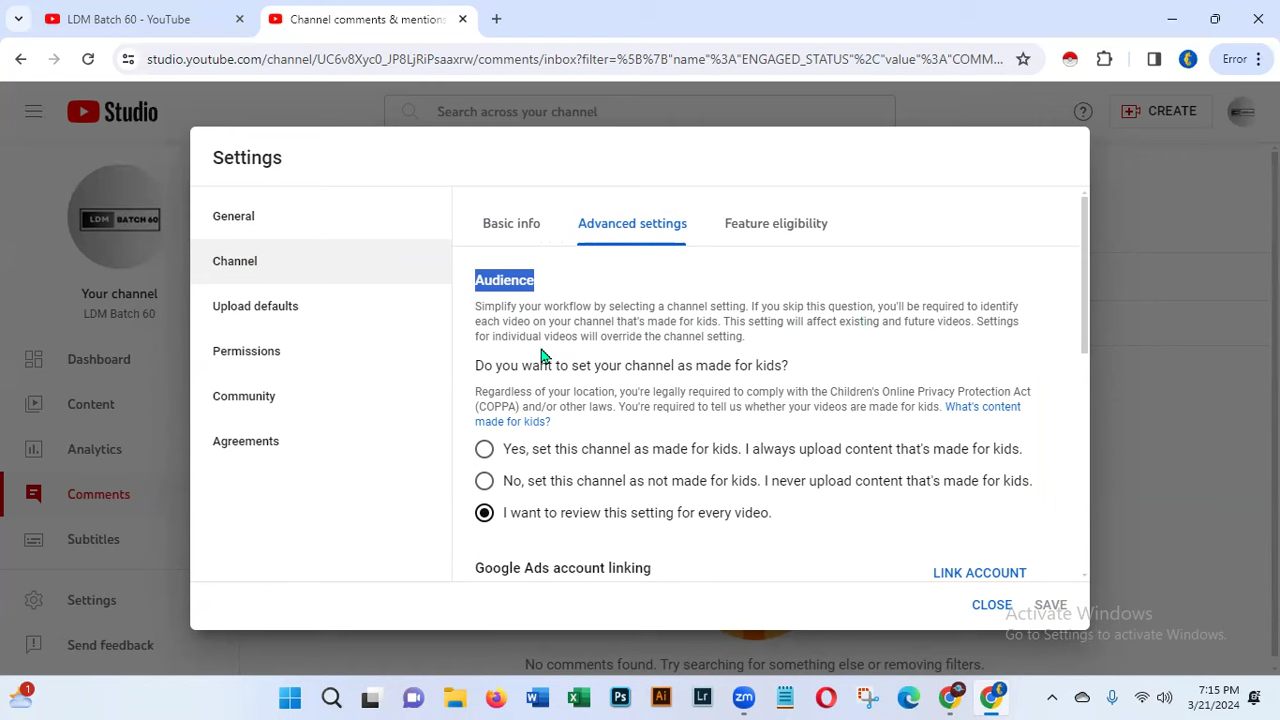 LDM Batch 60 - YouTube
Channel comments & mentions
studio.youtube.com/channel/UC6v8Xyc0_JP8LjRiPsaaxrw/comments/inbox?filter=%5B%7B"name"%3A"ENGAGED_STATUS"%2C"value"%3A"COMM...
Error
Studio
Search across your channel
CREATE
Settings
General
Basic info
Advanced settings
Feature eligibility
LDM BATCH 60
Channel
Audience
Your channel
Upload defaults
Simplify your workflow by selecting a channel setting. If you skip this question, you'll be required to identify
LDM Batch 60
each video on your channel that's made for kids. This setting will affect existing and future videos. Settings
for individual videos will override the channel setting.
Dashboard
Permissions
Do you want to set your channel as made for kids?
Content
Community
Regardless of your location, you're legally required to comply with the Children's Online Privacy Protection Act
(COPPA) and/or other laws. You're required to tell us whether your videos are made for kids. What's content
made for kids?
Analytics
Agreements
Yes, set this channel as made for kids. I always upload content that's made for kids.
Comments
No, set this channel as not made for kids. I never upload content that's made for kids.
I want to review this setting for every video.
Subtitles
Google Ads account linking
LINK ACCOUNT
Settings
CLOSE
SAVE
Activate Windows
Go to Settings to activate Windows.
Send feedback
No comments found. Try searching for something else or removing filters.
1
7:15 PM
3/21/2024